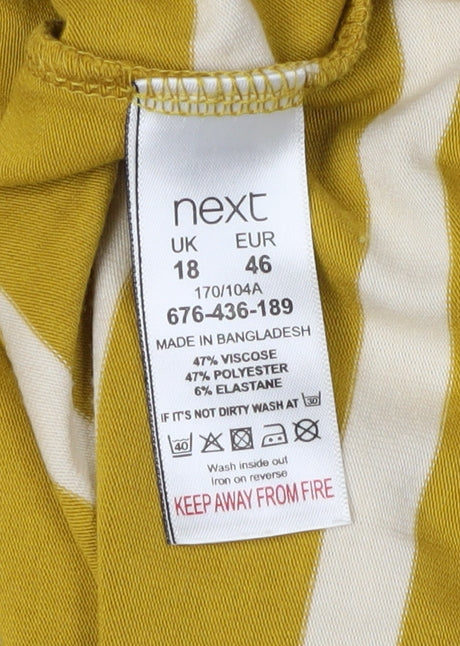 next
UK EUR
18 46
170/104A
676-436-189
MADE IN BANGLADESH
47% VISCOSE
47% POLYESTER
6% ELASTANE
IF IT'S NOT DIRTY WASH AT 30
40
Wash inside out
Iron on reverse
KEEP AWAY FROM FIRE